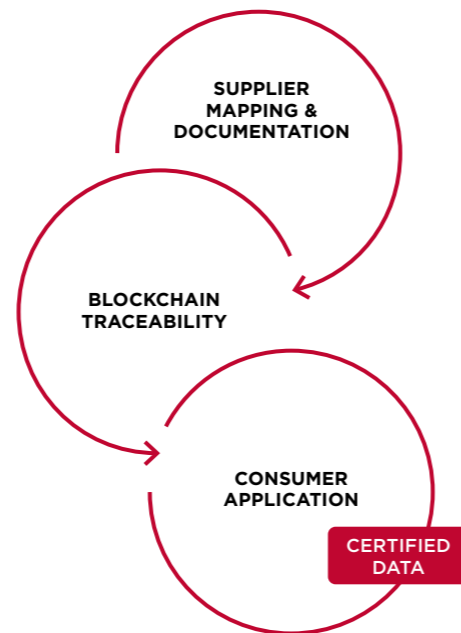 SUPPLIER
MAPPING &
DOCUMENTATION
BLOCKCHAIN
TRACEABILITY
CONSUMER
APPLICATION
CERTIFIED
DATA